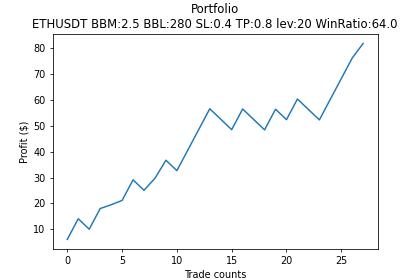 Portfolio
ETHUSDT BBM:2.5 BBL:280 SL:0.4 TP:0.8 lev:20 WinRatio:64.0
80
70
60
50
40
30
20
10
Profit ($)
0 5 10 15 20 25
Trade counts